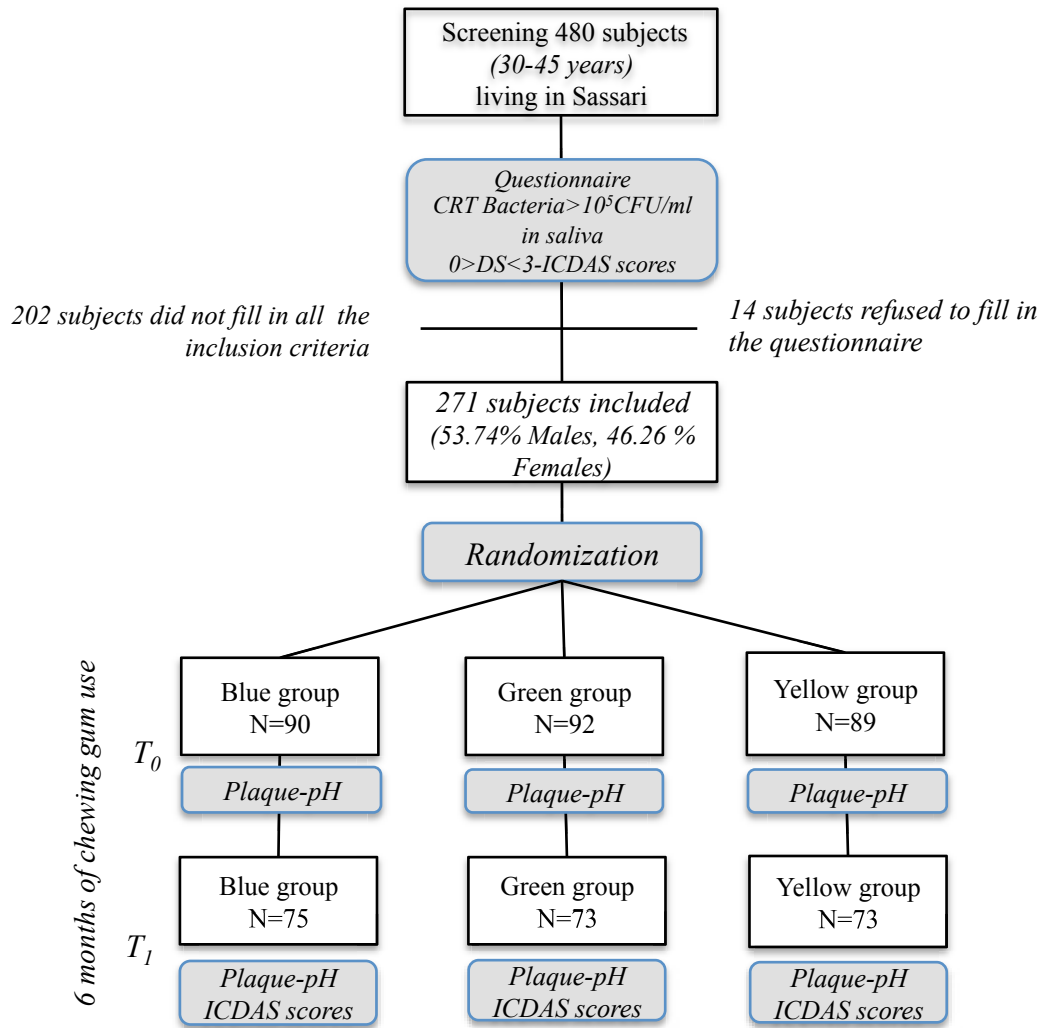 Screening 480 subjects
(30-45 years)
living in Sassari
Questionnaire
CRT Bacteria>10⁵CFU/ml
in saliva
0>DS<3-ICDAS scores
202 subjects did not fill in all the
inclusion criteria
14 subjects refused to fill in
the questionnaire
271 subjects included
(53.74% Males, 46.26 %
Females)
Randomization
6 months of chewing gum use
T₀
Blue group
N=90
Green group
N=92
Yellow group
N=89
Plaque-pH
Plaque-pH
Plaque-pH
T₁
Blue group
N=75
Green group
N=73
Yellow group
N=73
Plaque-pH
ICDAS scores
Plaque-pH
ICDAS scores
Plaque-pH
ICDAS scores